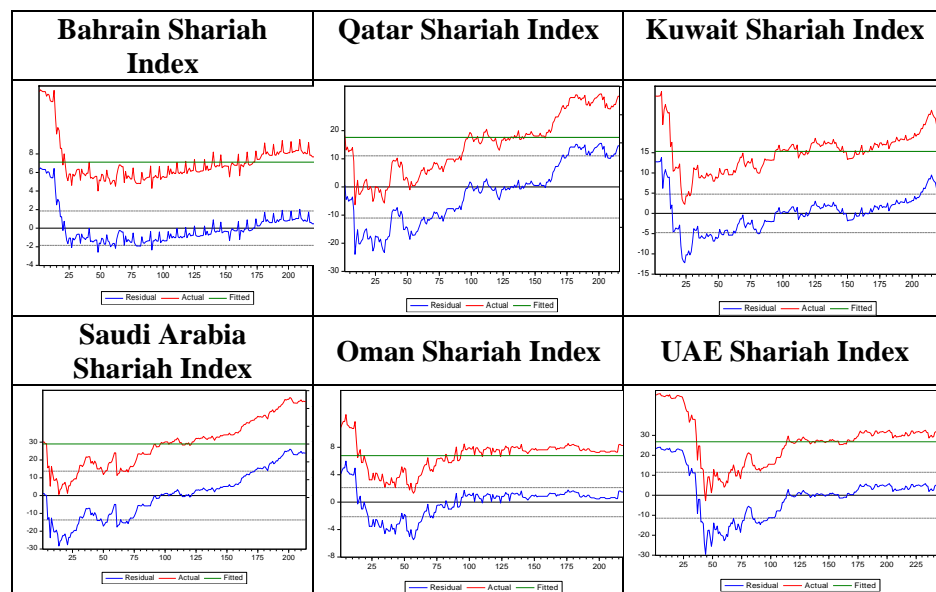 Bahrain Shariah
Index
Qatar Shariah Index
Kuwait Shariah Index
8
6
4
2
0
-2
-4
25 50 75 100 125 150 175 200
Residual Actual Fitted
20
10
0
-10
-20
-30
25 50 75 100 125 150 175 200
Residual Actual Fitted
15
10
5
0
-5
-10
-15
25 50 75 100 125 150 175 200
Residual Actual Fitted
Saudi Arabia
Shariah Index
Oman Shariah Index
UAE Shariah Index
30
20
10
0
-10
-20
-30
25 50 75 100 125 150 175 200
Residual Actual Fitted
8
4
0
-4
-8
25 50 75 100 125 150 175 200
Residual Actual Fitted
30
20
10
0
-10
-20
-30
25 50 75 100 125 150 175 200 225
Residual Actual Fitted